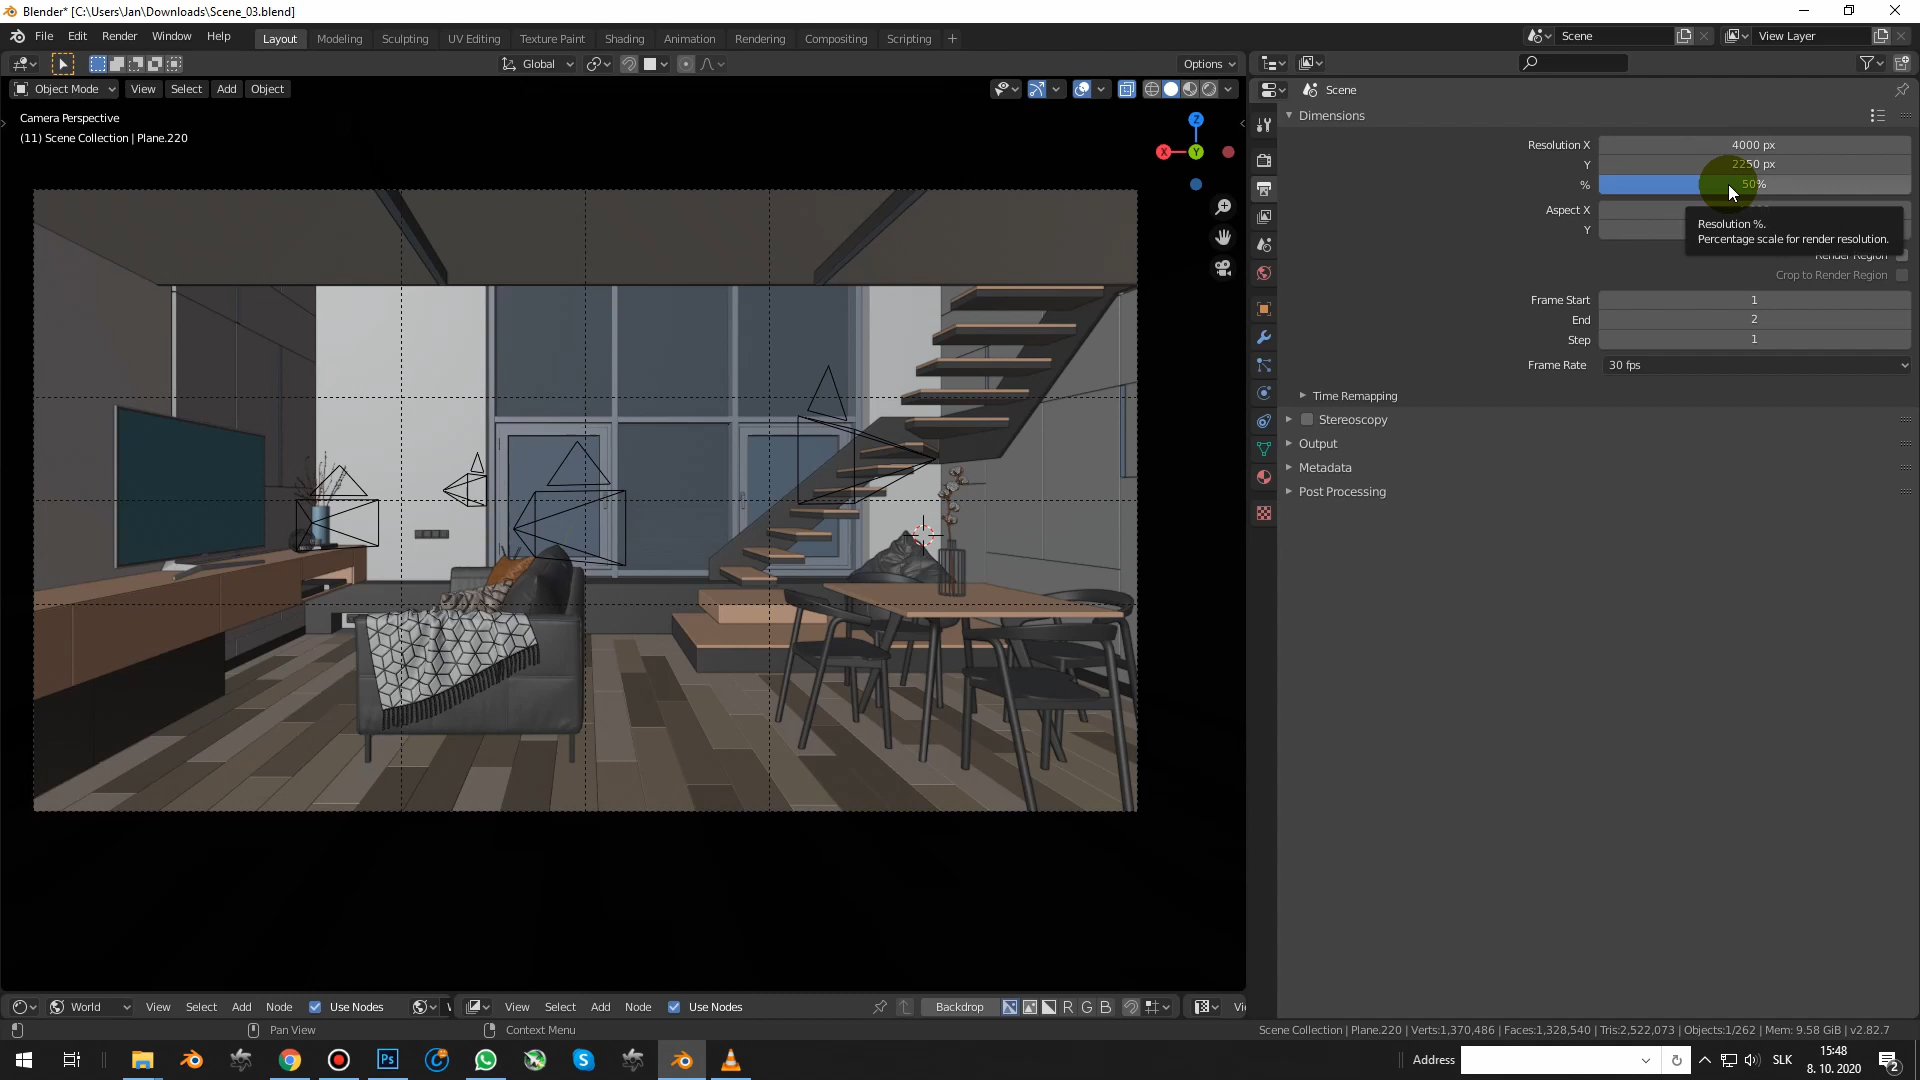 Blender* [C:\Users\Jan\Downloads\Scene_03.blend]
File Edit Render Window Help Layout Modeling Sculpting UV Editing Texture Paint Shading Animation Rendering Compositing Scripting + Scene View Layer
Global Options
Object Mode View Select Add Object Scene
Camera Perspective
(11) Scene Collection | Plane.220
Z
X
Y
Dimensions
Resolution X 4000 px
Y 2250 px
% 50%
Aspect X
Y
Resolution %.
Percentage scale for render resolution.
Render Region
Crop to Render Region
Frame Start 1
End 2
Step 1
Frame Rate 30 fps
Time Remapping
Stereoscopy
Output
Metadata
Post Processing
World View Select Add Node Use Nodes View Select Add Node Use Nodes Backdrop R G B
Pan View Context Menu Scene Collection | Plane.220 | Verts:1,370,486 | Faces:1,328,540 | Tris:2,522,073 | Objects:1/262 | Mem: 9.58 GiB | v2.82.7
Ps Address SLK 15:48
8. 10. 2020 2